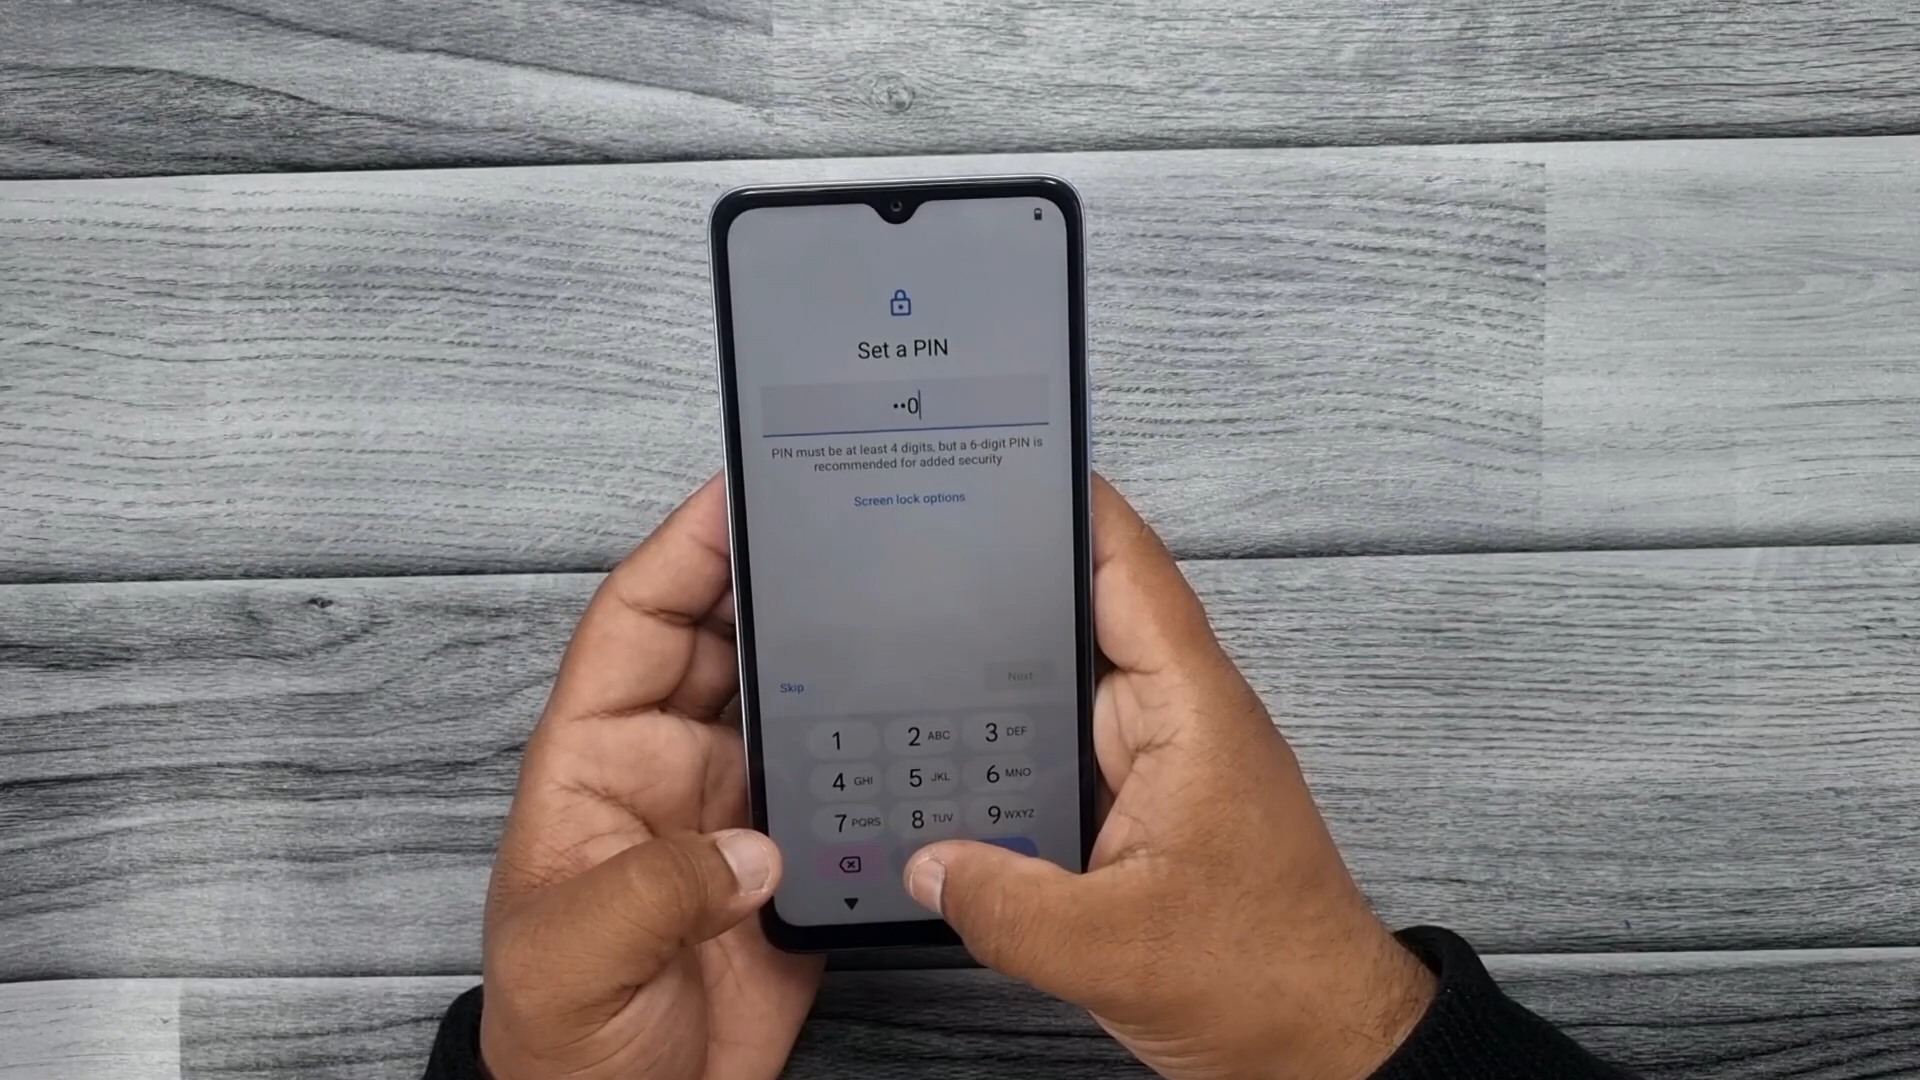 Set a PIN
••0
PIN must be at least 4 digits, but a 6-digit PIN is
recommended for added security
Screen lock options
Skip
Next
1
2 ABC
3 DEF
4 GHI
5 JKL
6 MNO
7 PQRS
8 TUV
9 WXYZ